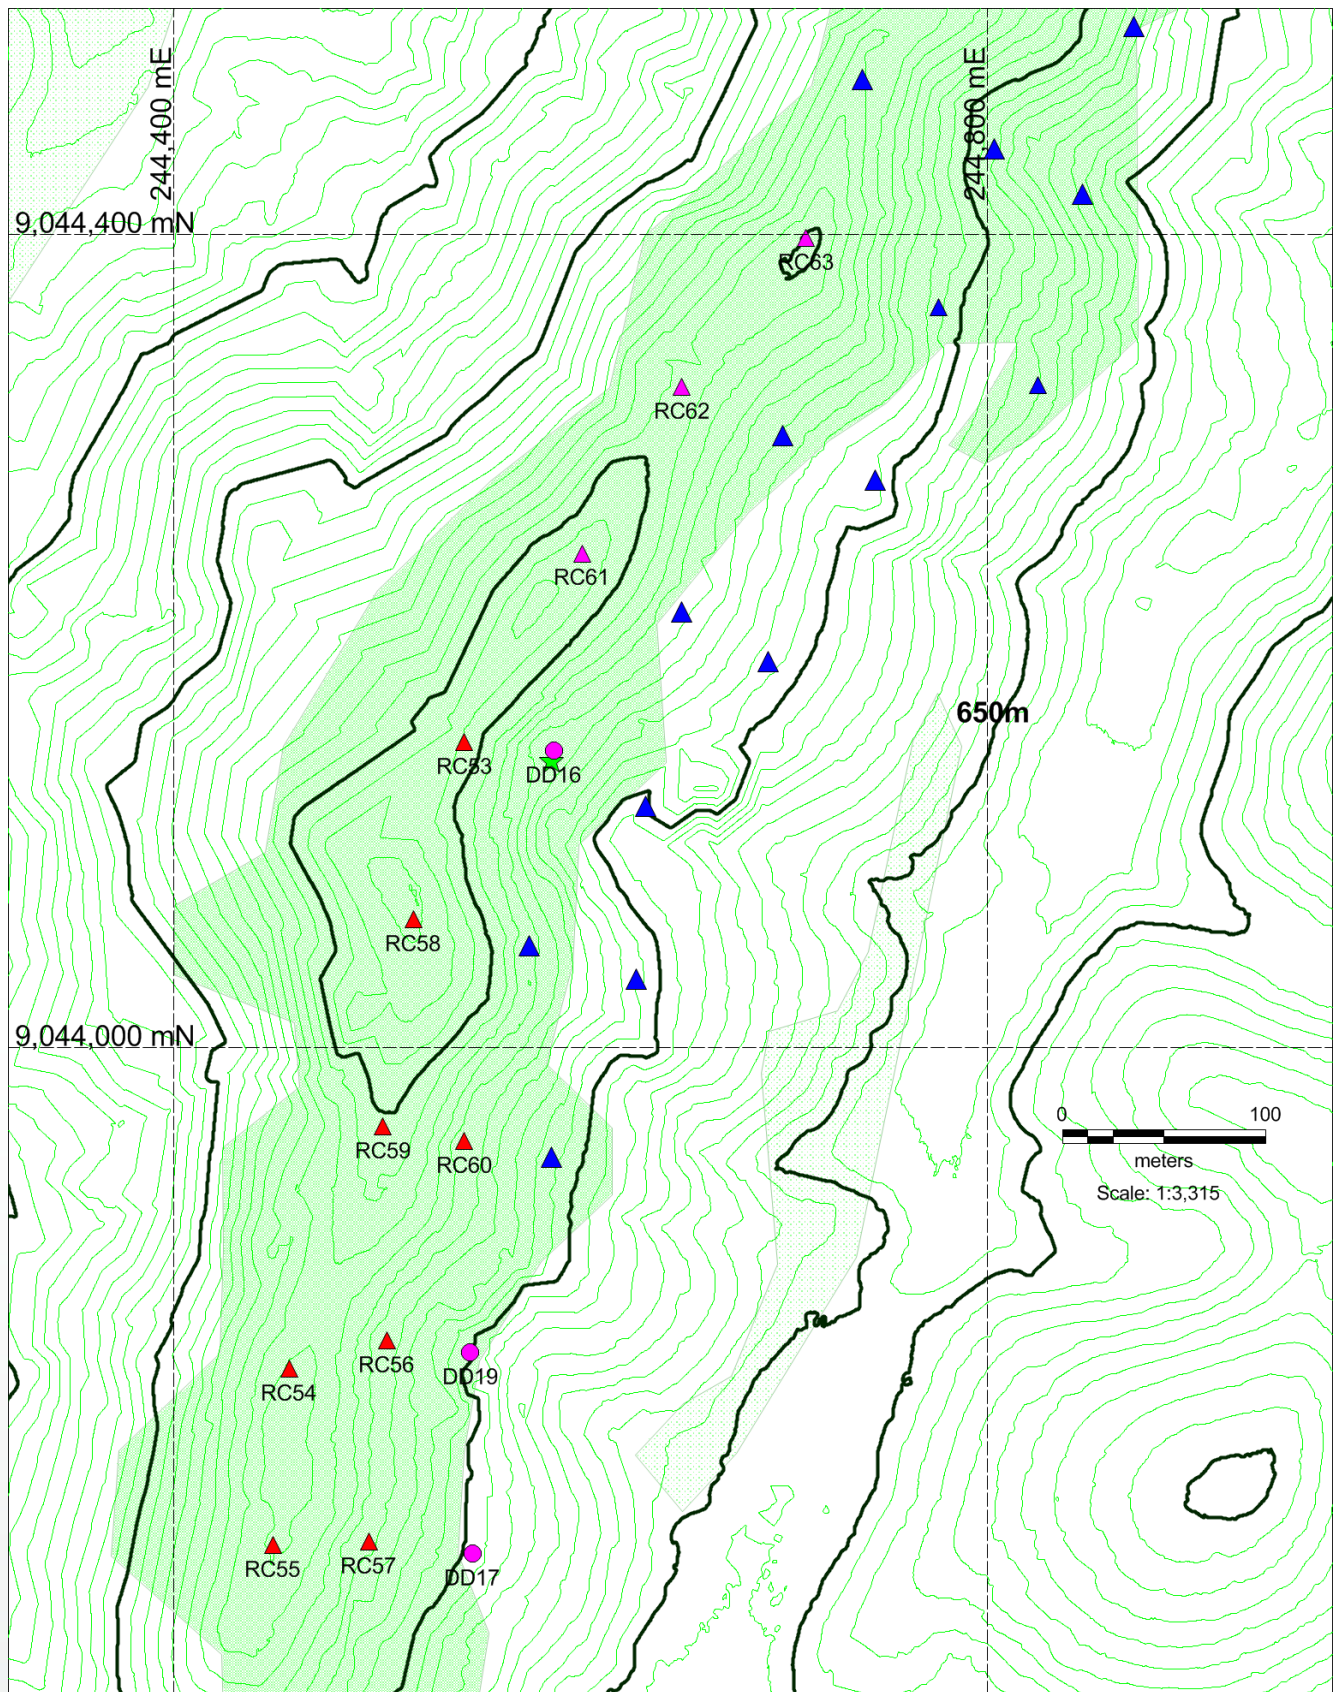 244,400 mE
244,800 mE
9,044,400 mN
RC63
RC62
RC61
650m
RC53
DD16
RC58
9,044,000 mN
0 100
meters
Scale: 1:3,315
RC59
RC60
RC56
DD19
RC54
RC55
RC57
DD17